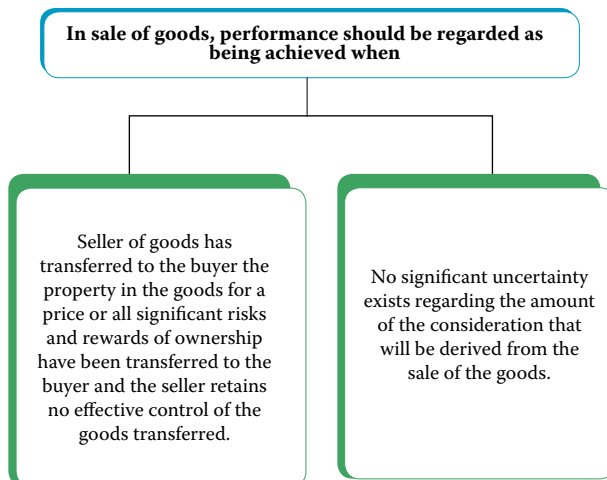 In sale of goods, performance should be regarded as
being achieved when
Seller of goods has
transferred to the buyer the
property in the goods for a
price or all significant risks
and rewards of ownership
have been transferred to the
buyer and the seller retains
no effective control of the
goods transferred.
No significant uncertainty
exists regarding the amount
of the consideration that
will be derived from the
sale of the goods.